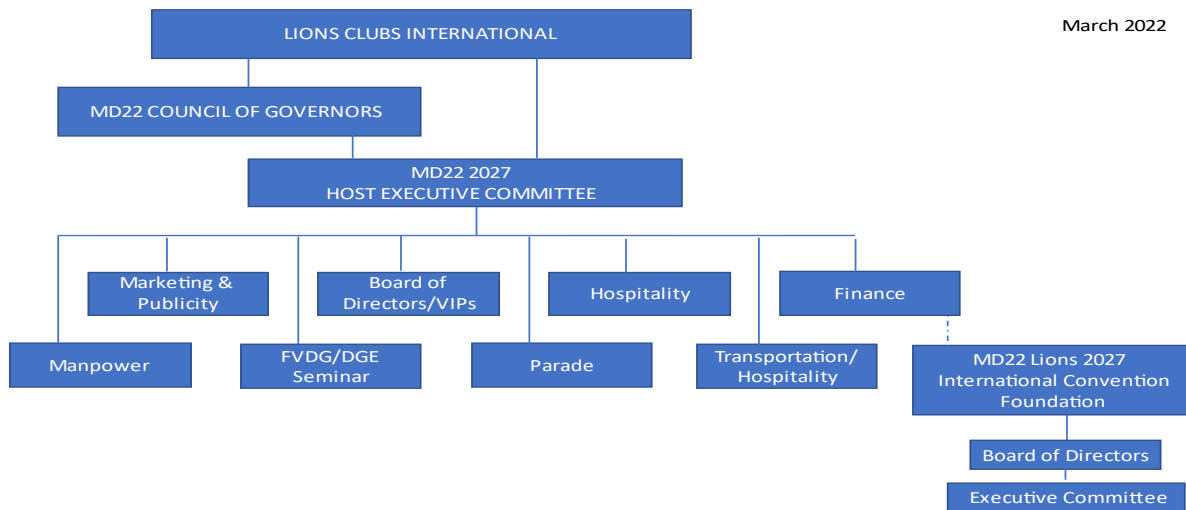 LIONS CLUBS INTERNATIONAL
March 2022
MD22 COUNCIL OF GOVERNORS
MD22 2027
HOST EXECUTIVE COMMITTEE
Marketing &
Publicity
Board of
Directors/VIPs
Hospitality
Finance
Manpower
FVDG/DGE
Seminar
Parade
Transportation/
Hospitality
MD22 Lions 2027
International Convention
Foundation
Board of Directors
Executive Committee